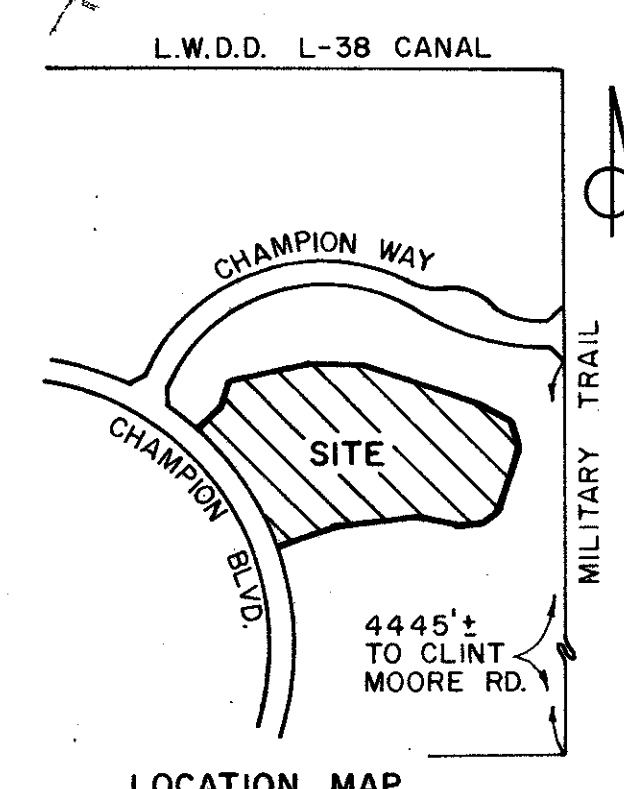 L.W.D.D. L-38 CANAL
CHAMPION WAY
MILITARY TRAIL
SITE
CHAMPION BLVD.
4445'±
TO CLINT
MOORE RD.
LOCATION MAP